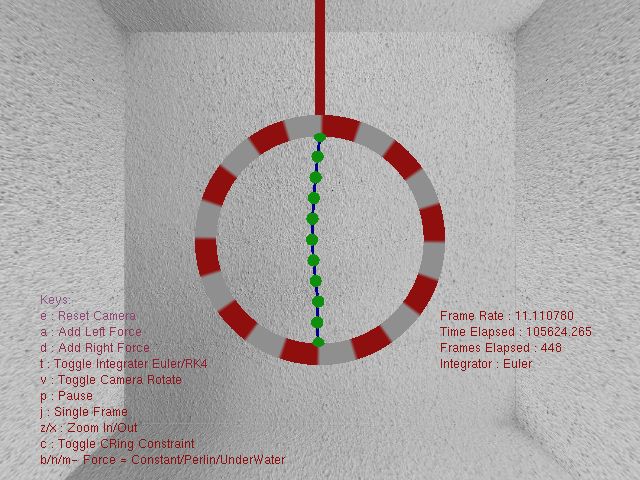 Keys:
e : Reset Camera
a : Add Left Force
d : Add Right Force
t : Toggle Integrater Euler/RK4
v : Toggle Camera Rotate
p : Pause
j : Single Frame
z/x : Zoom In/Out
c : Toggle CRing Constraint
b/n/m- Force = Constant/Perlin/UnderWater
Frame Rate : 11.110780
Time Elapsed : 105624.265
Frames Elapsed : 448
Integrator : Euler